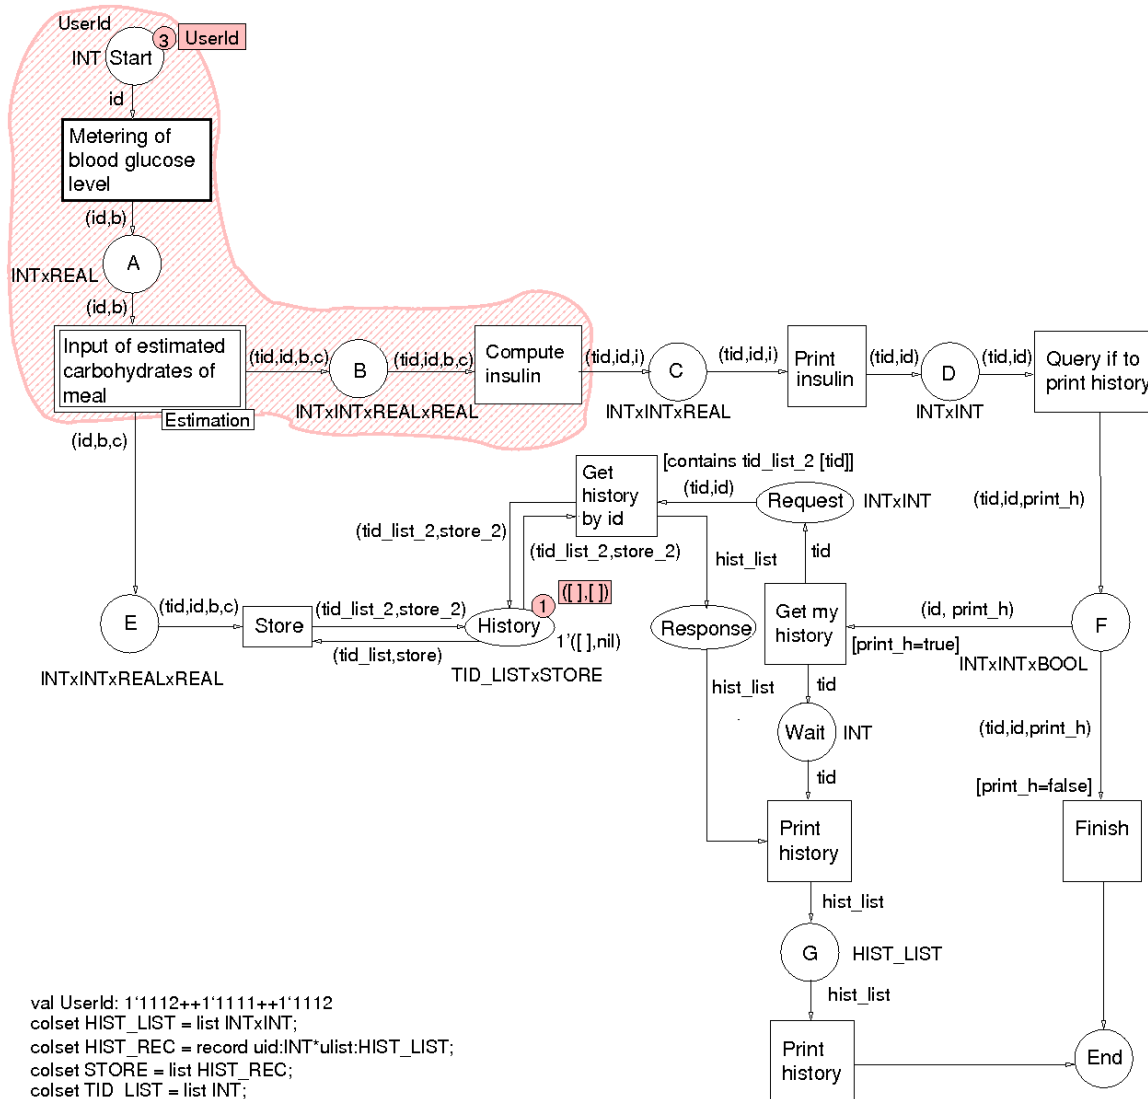 UserId
3
UserId
INT
Start
id
Metering of
blood glucose
level
(id,b)
A
INTxREAL
(id,b)
Input of estimated
carbohydrates of
meal
Estimation
(tid,id,b,c)
B
INTxINTxREALxREAL
(tid,id,b,c)
Compute
insulin
(tid,id,i)
C
INTxINTxREAL
(tid,id,i)
Print
insulin
(tid,id)
D
INTxINT
(tid,id)
Query if to
print history
(id,b,c)
[contains tid_list_2 [tid]]
Get
history
by id
(tid,id)
Request
INTxINT
(tid,id,print_h)
(tid_list_2,store_2)
(tid_list_2,store_2)
hist_list
tid
([ ],[ ])
1
E
(tid,id,b,c)
Store
(tid_list_2,store_2)
History
1'([ ],nil)
(tid_list,store)
TID_LISTxSTORE
INTxINTxREALxREAL
Response
Get my
history
(id, print_h)
[print_h=true]
F
INTxINTxBOOL
hist_list
tid
Wait
INT
tid
(tid,id,print_h)
[print_h=false]
Print
history
Finish
hist_list
G
HIST_LIST
hist_list
Print
history
End
val UserId: 1'1112++1'1111++1'1112
colset HIST_LIST = list INTxINT;
colset HIST_REC = record uid:INT*ulist:HIST_LIST;
colset STORE = list HIST_REC;
colset TID_LIST = list INT;